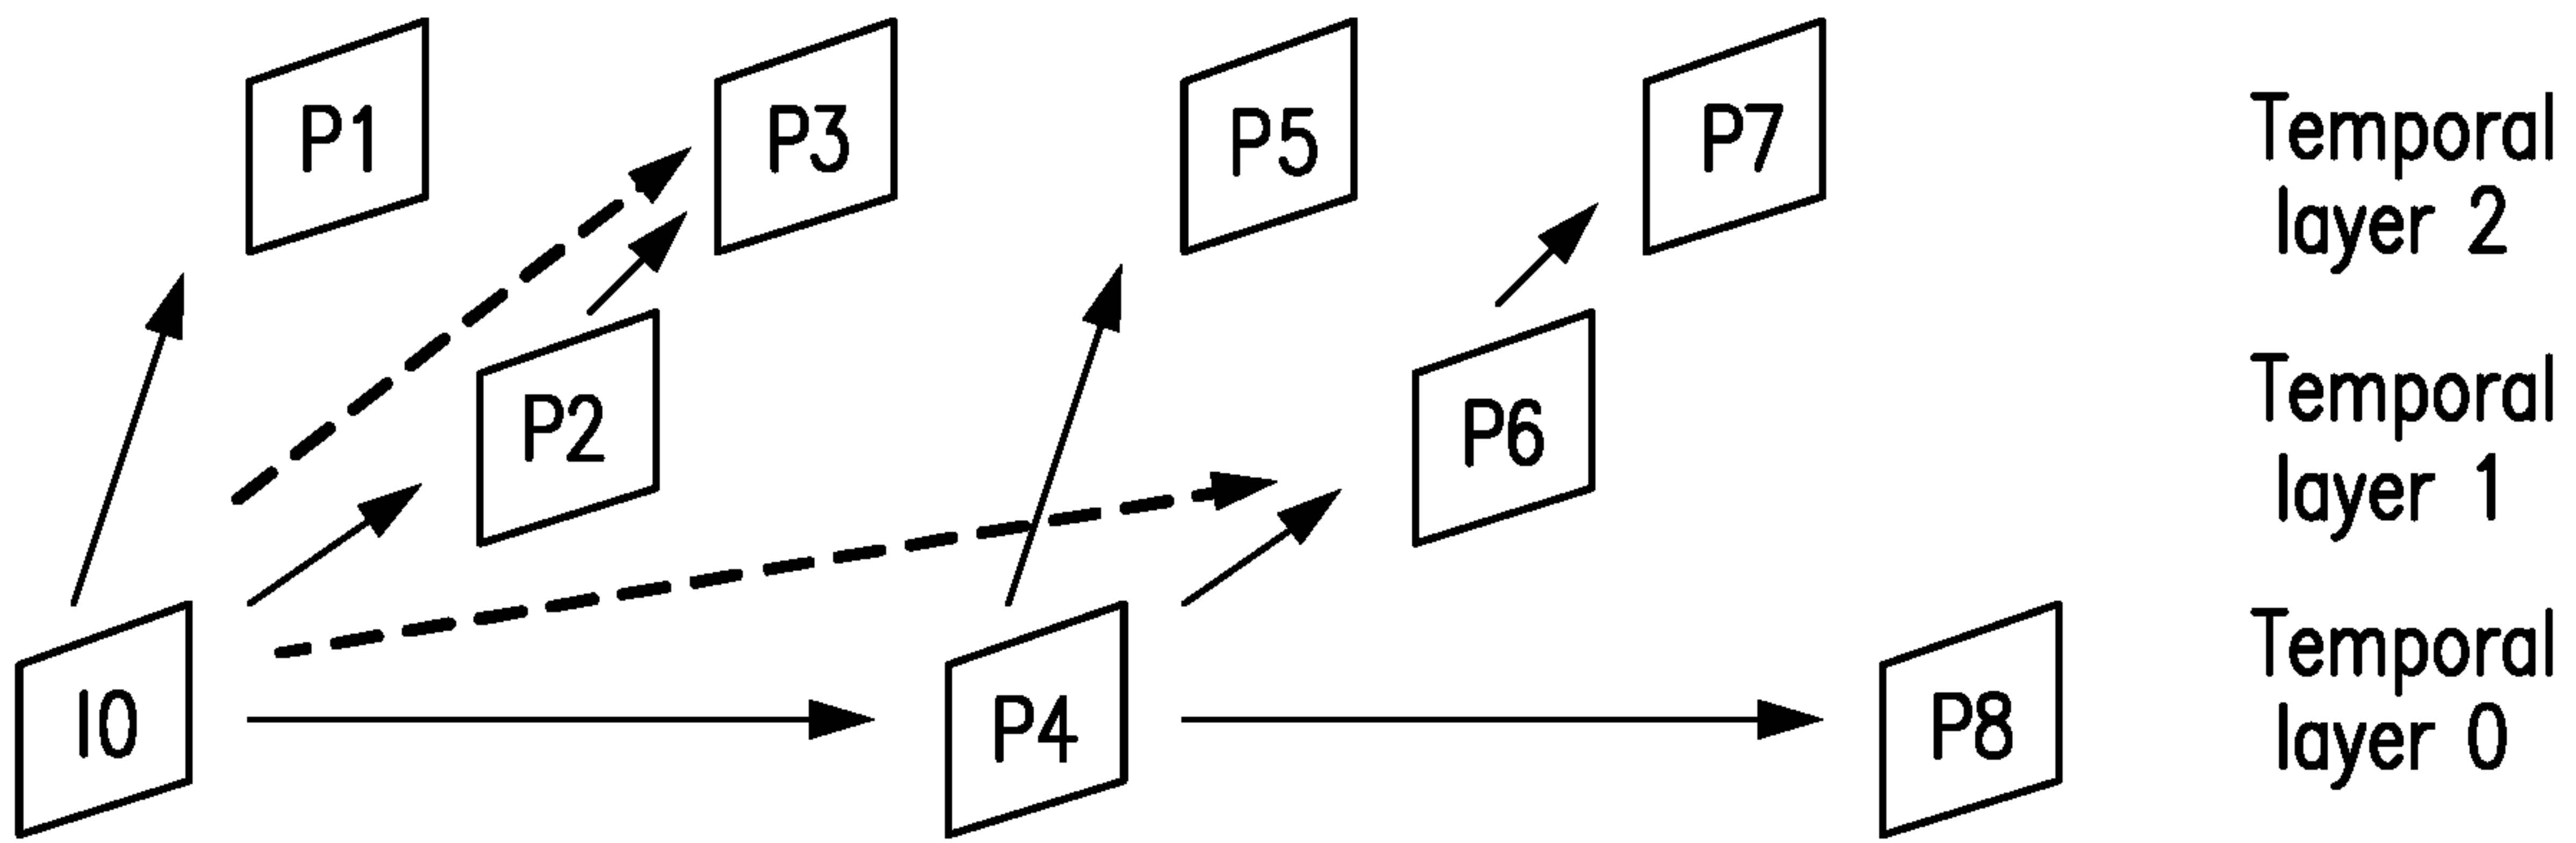 P1
P3
P5
P7
Temporal
layer 2
P2
P6
Temporal
layer 1
I0
P4
P8
Temporal
layer 0